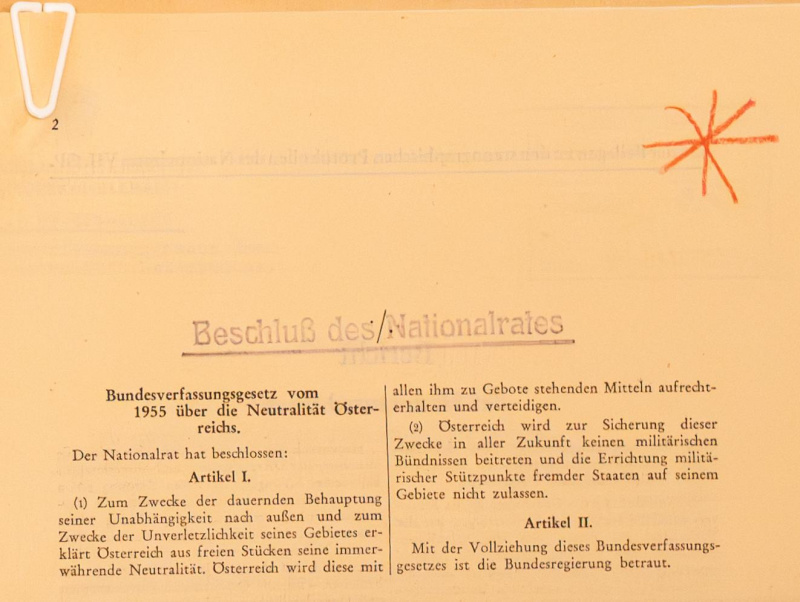 2
Beschluß des Nationalrates
Bundesverfassungsgesetz vom
1955 über die Neutralität Öster-
reichs.
Der Nationalrat hat beschlossen:
Artikel I.
(1) Zum Zwecke der dauernden Behauptung
seiner Unabhängigkeit nach außen und zum
Zwecke der Unverletzlichkeit seines Gebietes er-
klärt Österreich aus freien Stücken seine immer-
währende Neutralität. Österreich wird diese mit
allen ihm zu Gebote stehenden Mitteln aufrecht-
erhalten und verteidigen.
(2) Österreich wird zur Sicherung dieser
Zwecke in aller Zukunft keinen militärischen
Bündnissen beitreten und die Errichtung militä-
rischer Stützpunkte fremder Staaten auf seinem
Gebiete nicht zulassen.
Artikel II.
Mit der Vollziehung dieses Bundesverfassungs-
gesetzes ist die Bundesregierung betraut.